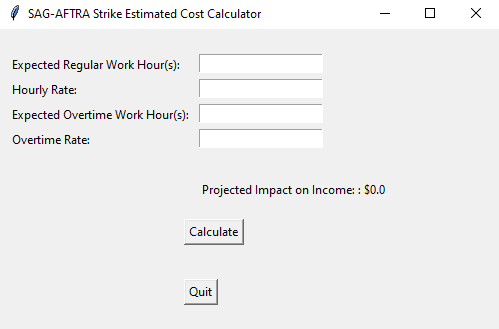 SAG-AFTRA Strike Estimated Cost Calculator
Expected Regular Work Hour(s):
Hourly Rate:
Expected Overtime Work Hour(s):
Overtime Rate:
Projected Impact on Income: : $0.0
Calculate
Quit